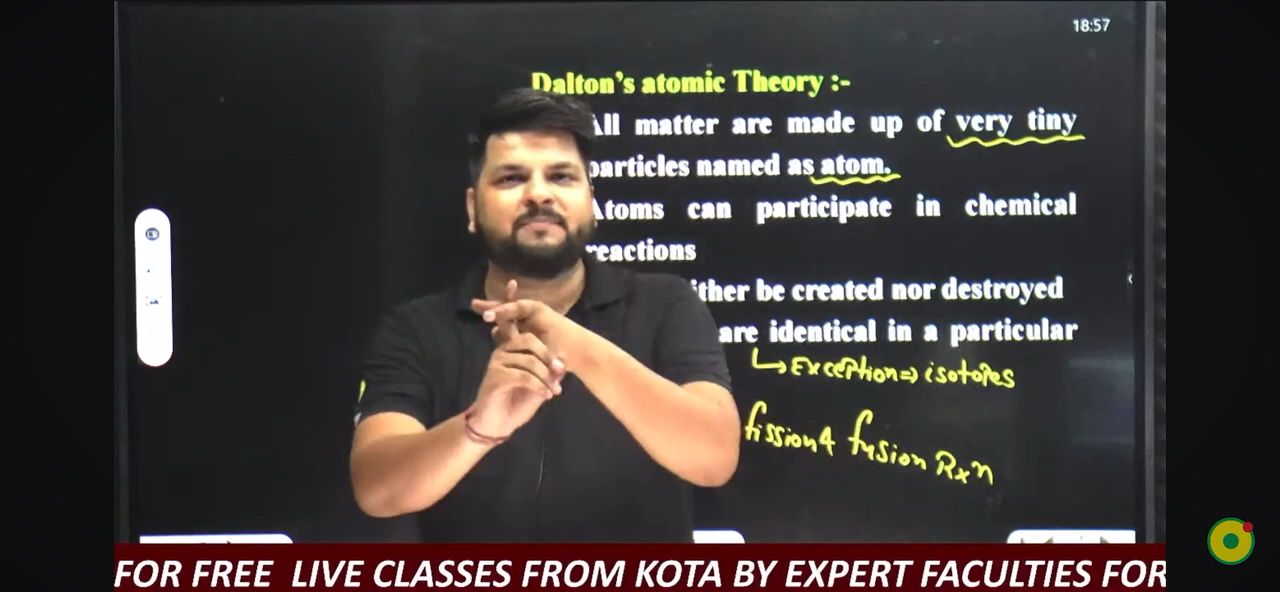 18:57
Dalton's atomic Theory :-
All matter are made up of very tiny
particles named as atom.
Atoms can participate in chemical
reactions
be created nor destroyed
are identical in a particular
↳ Exception ⇒ isotopes
fission & fusion Rxn
FOR FREE LIVE CLASSES FROM KOTA BY EXPERT FACULTIES FOR